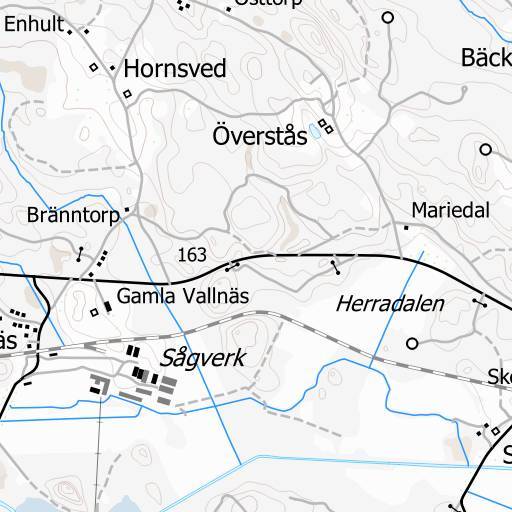 Östtorp
Enhult
Hornsved
Bäck
Överstås
Mariedal
Bränntorp
163
Gamla Vallnäs
Herradalen
äs
Sågverk
Sk
S